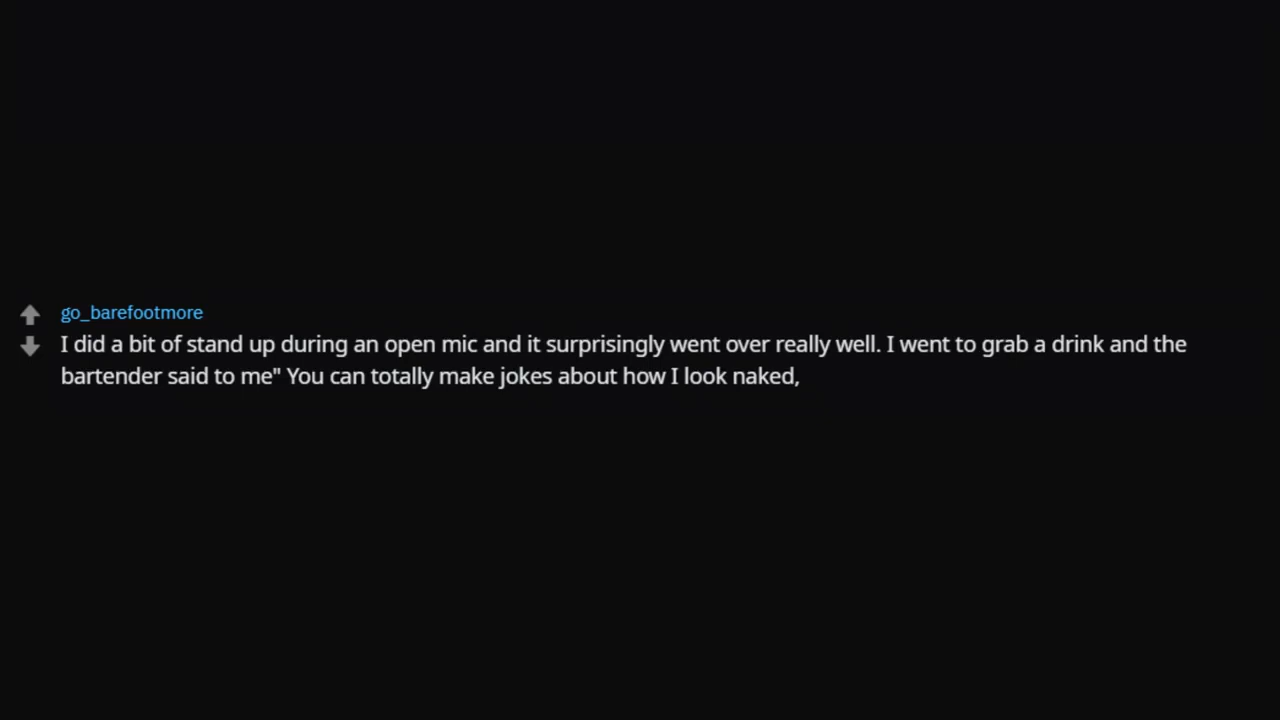 go_barefootmore
I did a bit of stand up during an open mic and it surprisingly went over really well. I went to grab a drink and the
bartender said to me" You can totally make jokes about how I look naked,